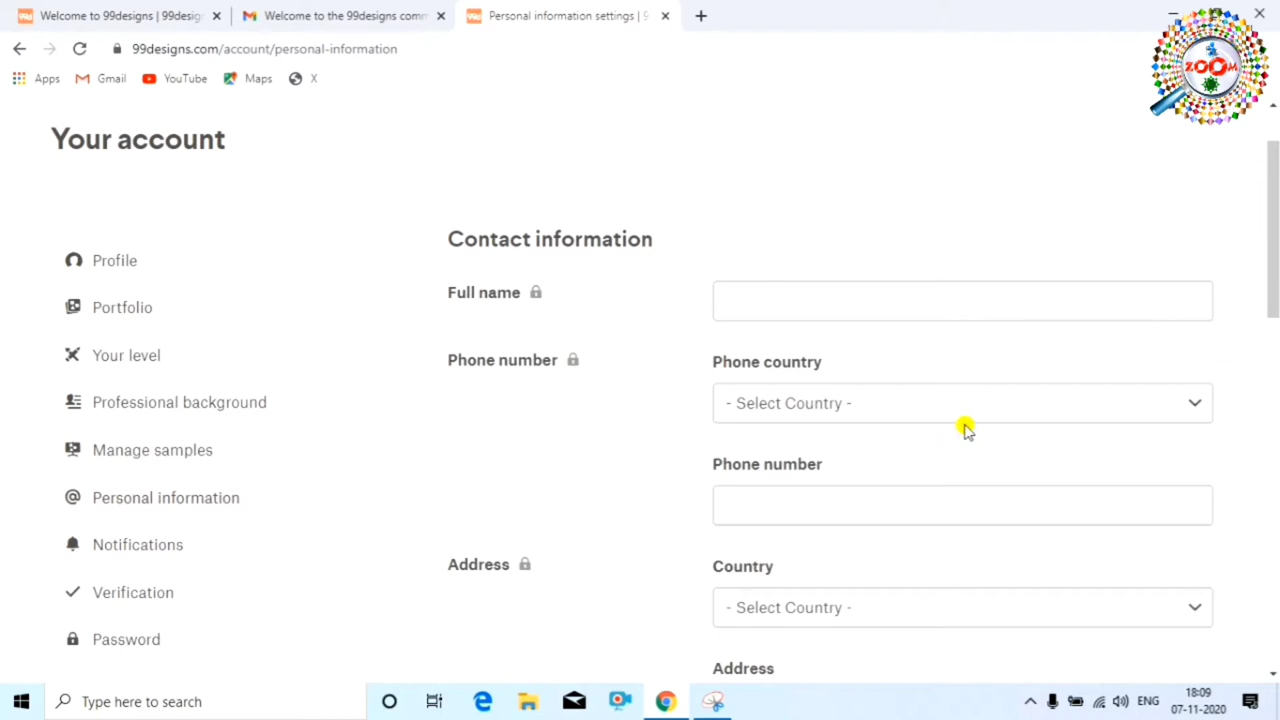 Welcome to 99designs | 99desig
Welcome to the 99designs comm
Personal information settings | 9
99designs.com/account/personal-information
Apps
Gmail
YouTube
Maps
X
ZOOM
Your account
Contact information
Profile
Portfolio
Your level
Professional background
Manage samples
Personal information
Notifications
Verification
Password
Full name
Phone number
Phone country
- Select Country -
Phone number
Address
Country
- Select Country -
Address
Type here to search
ENG
18:09
07-11-2020